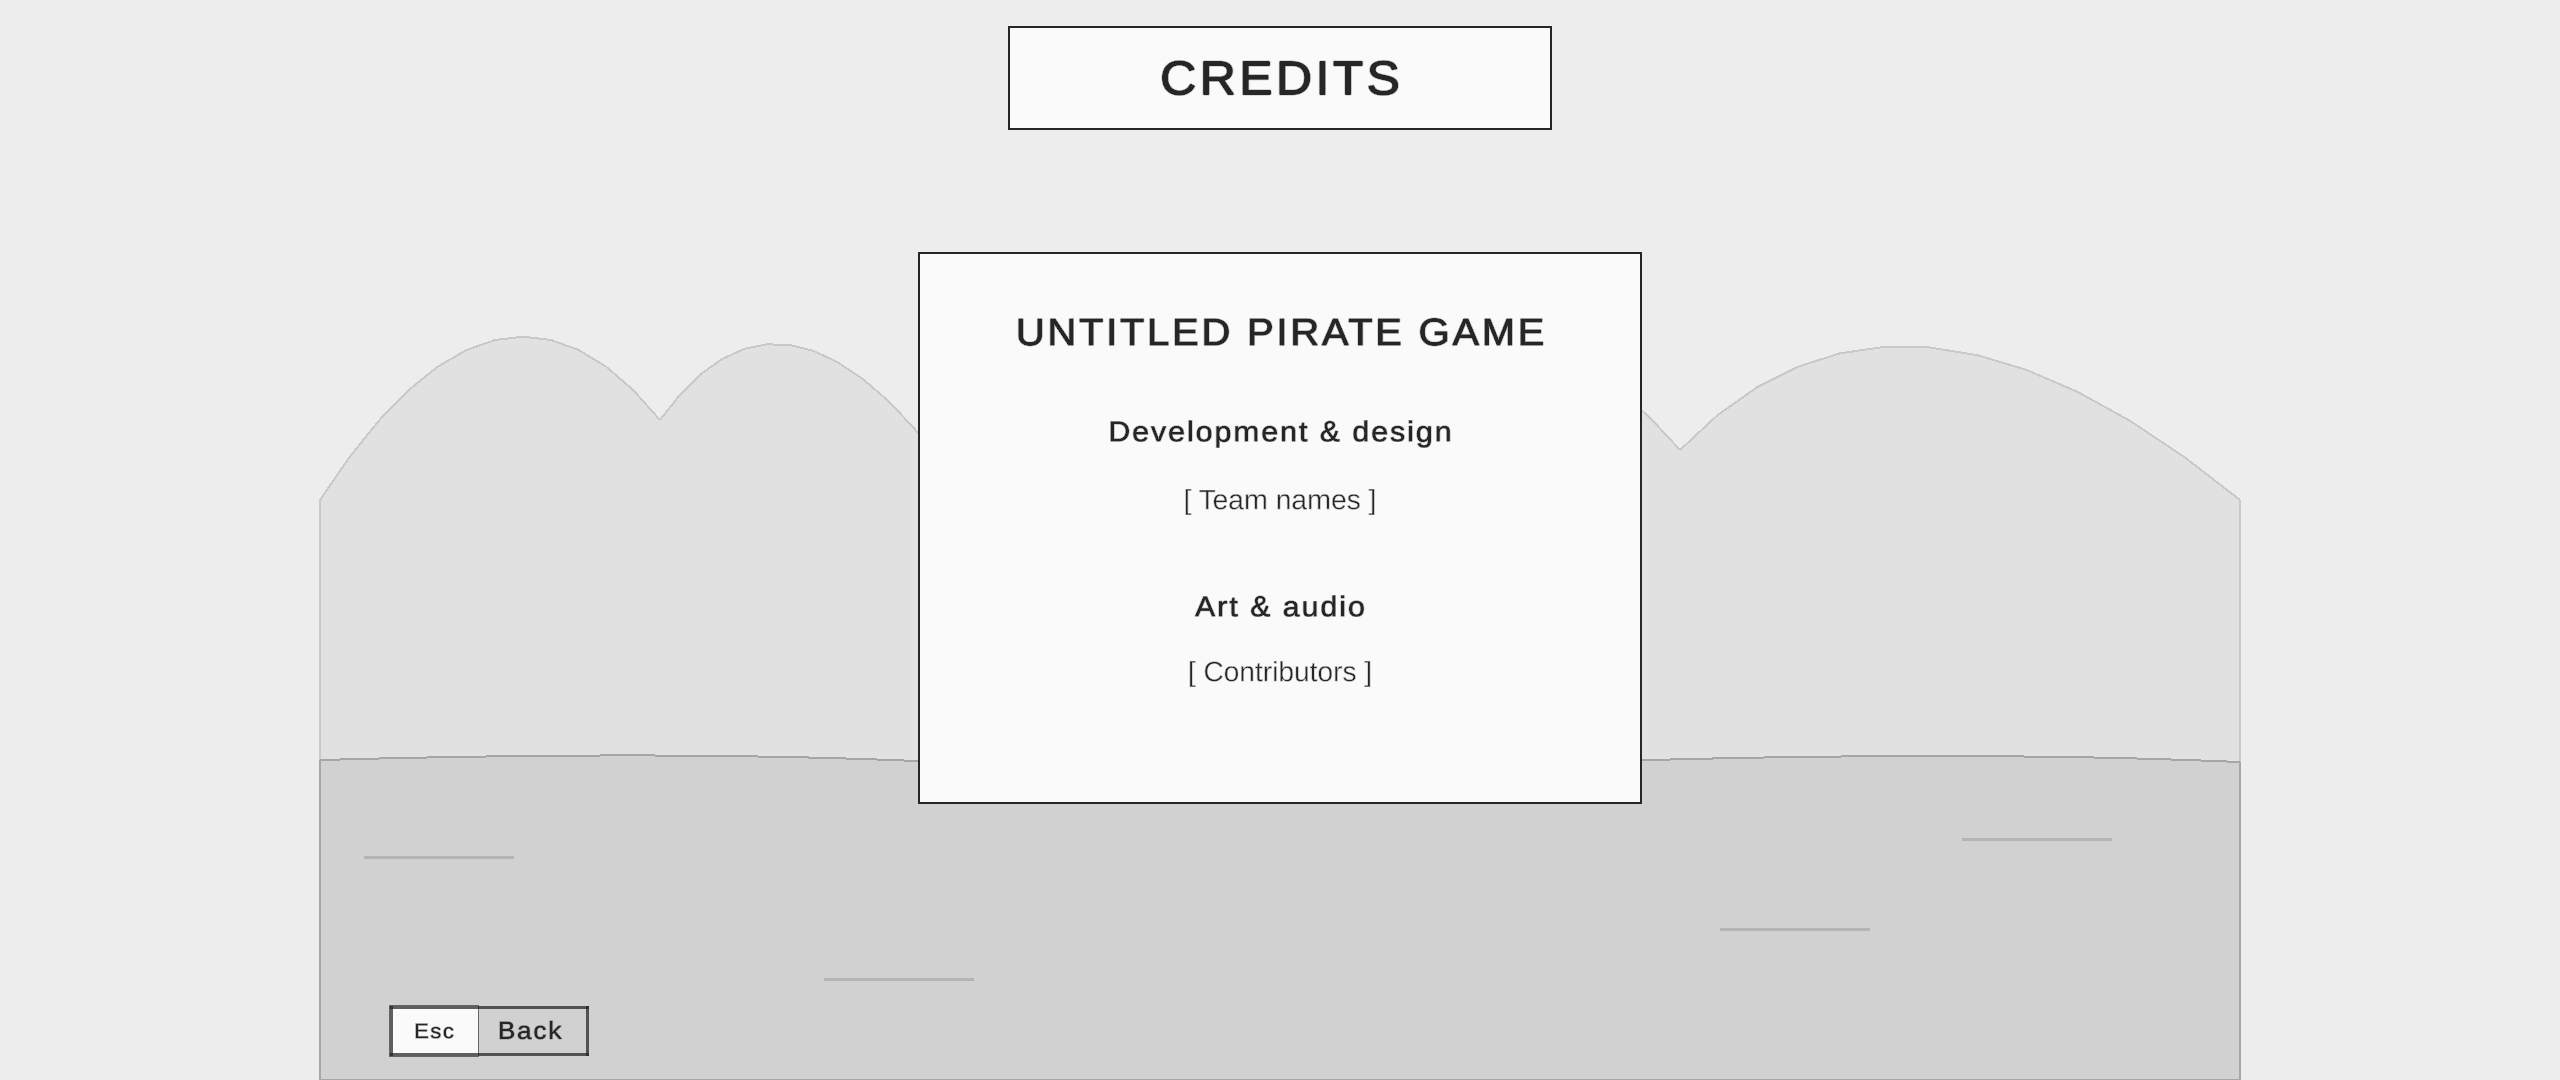 CREDITS
UNTITLED PIRATE GAME
Development & design
[ Team names ]
Art & audio
[ Contributors ]
Esc Back